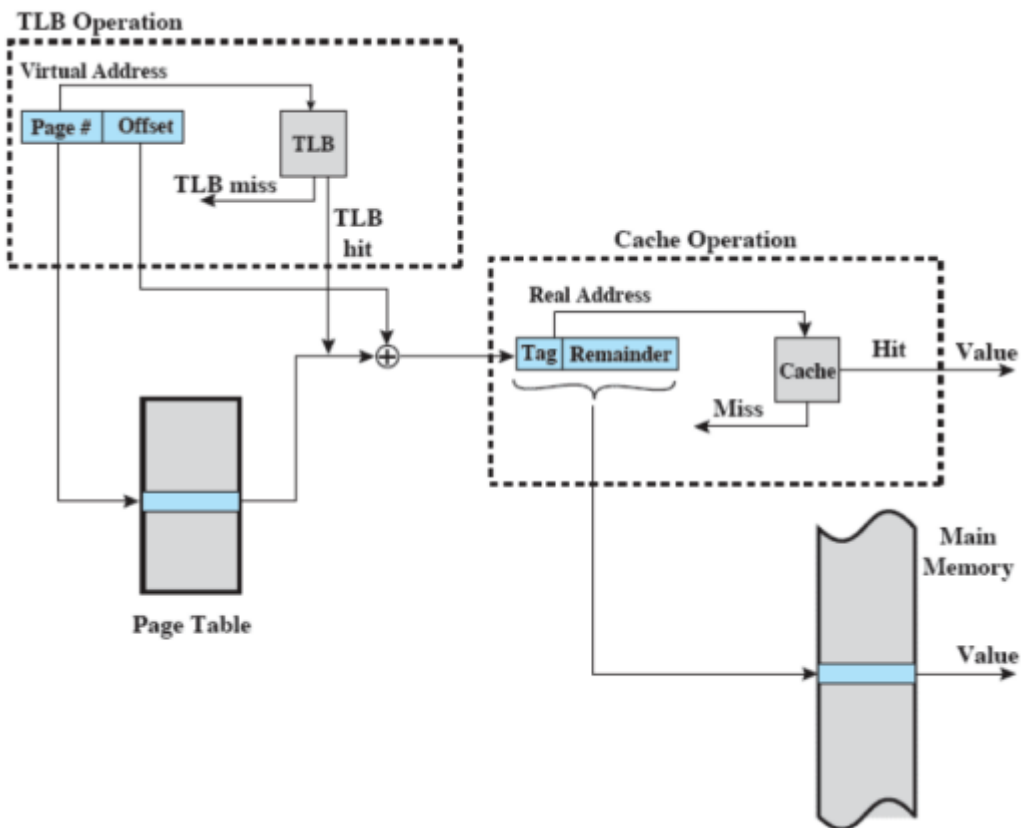 TLB Operation
Virtual Address
Page # Offset
TLB
TLB miss
TLB
hit
Cache Operation
Real Address
Tag Remainder
Cache
Hit
Value
Miss
Page Table
Main
Memory
Value